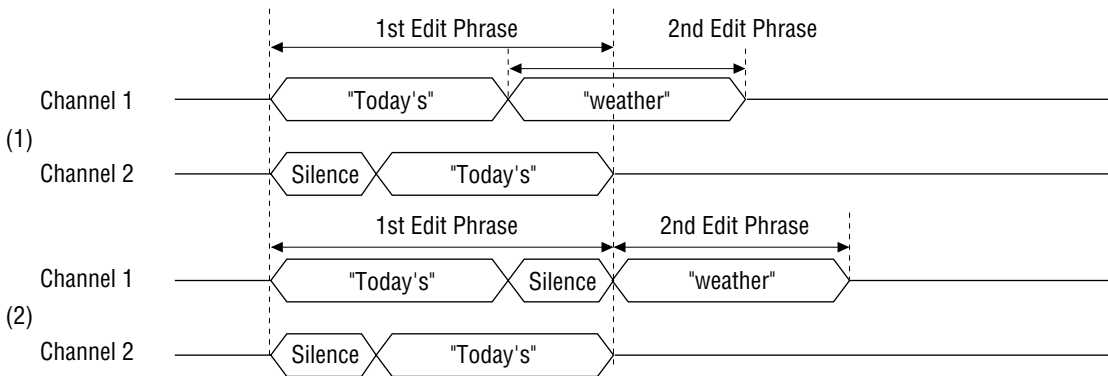 1st Edit Phrase
2nd Edit Phrase
Channel 1 "Today's" "weather"
(1)
Channel 2 Silence "Today's"
1st Edit Phrase 2nd Edit Phrase
Channel 1 "Today's" Silence "weather"
(2)
Channel 2 Silence "Today's"